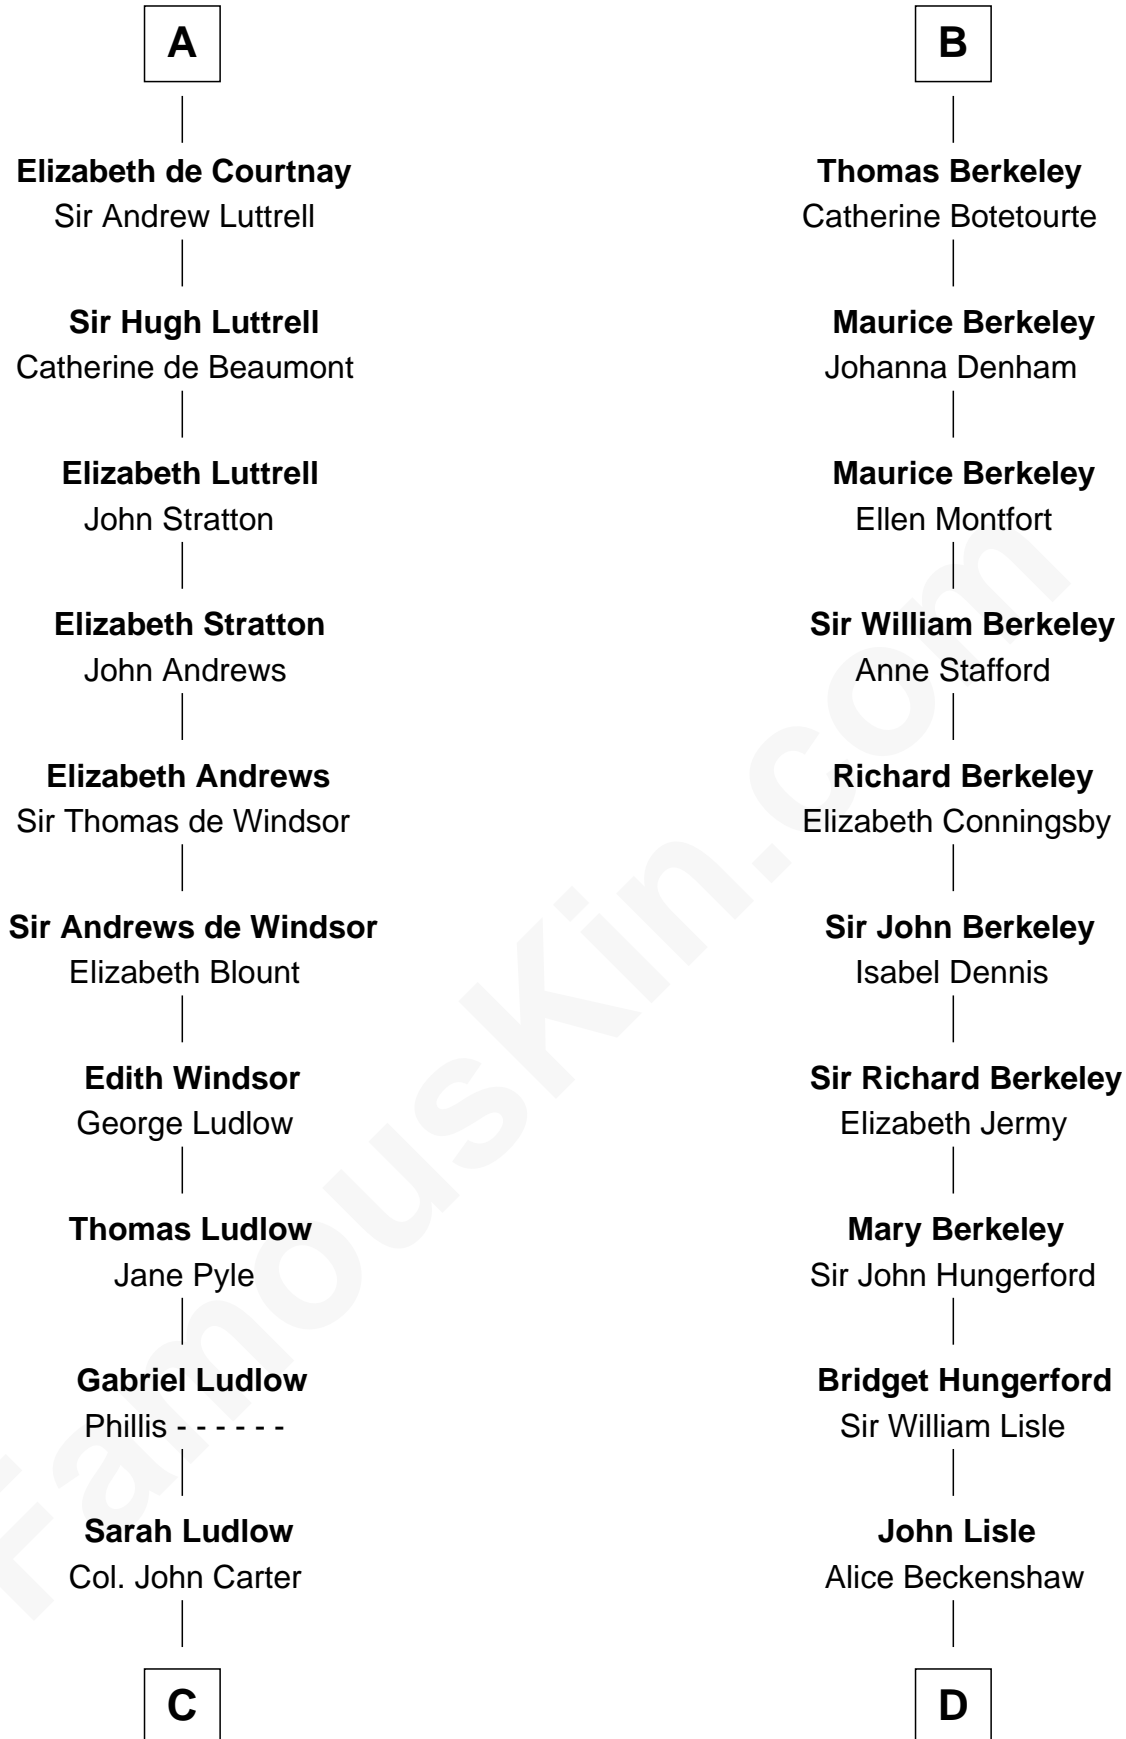 A
Elizabeth de Courtnay
Sir Andrew Luttrell
Sir Hugh Luttrell
Catherine de Beaumont
Elizabeth Luttrell
John Stratton
Elizabeth Stratton
John Andrews
Elizabeth Andrews
Sir Thomas de Windsor
Sir Andrews de Windsor
Elizabeth Blount
Edith Windsor
George Ludlow
Thomas Ludlow
Jane Pyle
Gabriel Ludlow
Phillis - - - - - -
Sarah Ludlow
Col. John Carter
C
B
Thomas Berkeley
Catherine Botetourte
Maurice Berkeley
Johanna Denham
Maurice Berkeley
Ellen Montfort
Sir William Berkeley
Anne Stafford
Richard Berkeley
Elizabeth Conningsby
Sir John Berkeley
Isabel Dennis
Sir Richard Berkeley
Elizabeth Jermy
Mary Berkeley
Sir John Hungerford
Bridget Hungerford
Sir William Lisle
John Lisle
Alice Beckenshaw
D
FamousKin.com